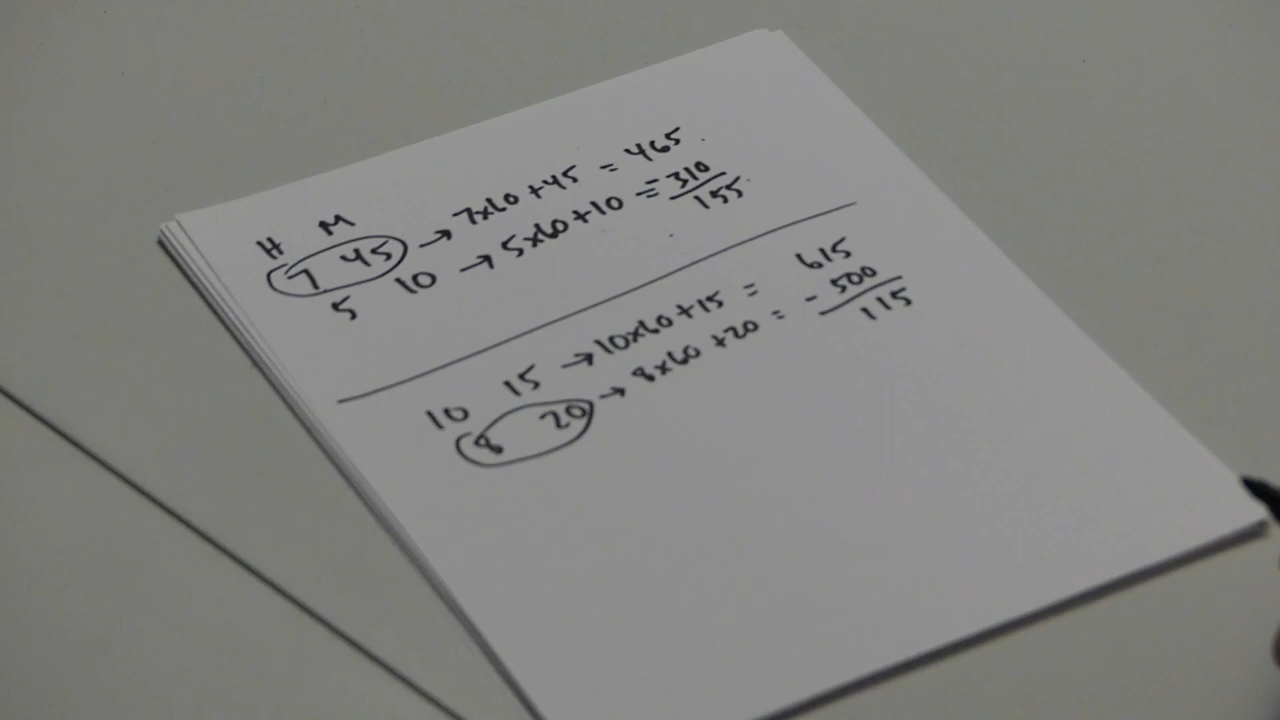 H M
7 45 → 7x60 + 45 = 465
5 10 → 5x60 + 10 = - 310
155
10 15 → 10x60 + 15 = 615
8 20 → 8x60 + 20 = - 500
115